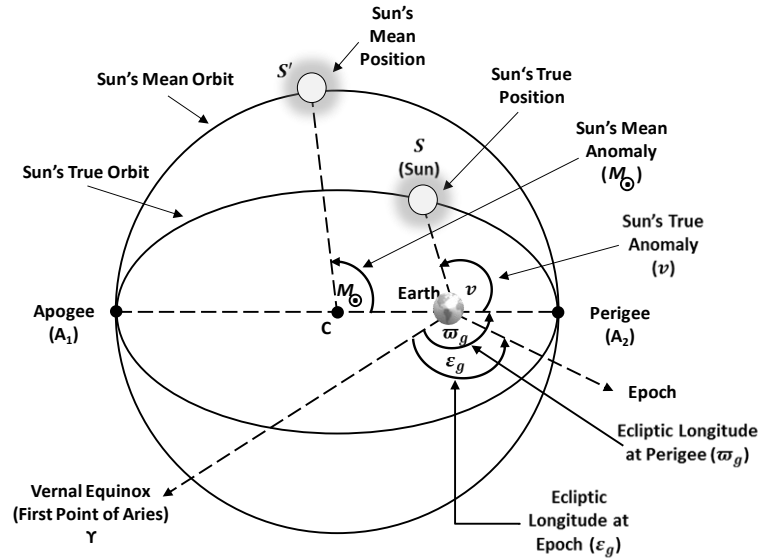 Sun's
Mean
Position
S′
Sun's Mean Orbit
Sun‘s True
Position
S
(Sun)
Sun's Mean
Anomaly
(M☉)
Sun's True Orbit
Sun's True
Anomaly
(v)
Apogee
(A₁)
M☉
C
Earth
v
Perigee
(A₂)
ϖg
εg
Epoch
Ecliptic Longitude
at Perigee (ϖg)
Vernal Equinox
(First Point of Aries)
ϒ
Ecliptic
Longitude at
Epoch (εg)